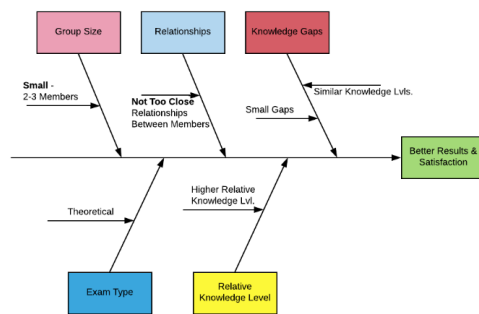 Group Size
Relationships
Knowledge Gaps
Small -
2-3 Members
Not Too Close
Relationships
Between Members
Similar Knowledge Lvls.
Small Gaps
Better Results &
Satisfaction
Higher Relative
Knowledge Lvl.
Theoretical
Exam Type
Relative
Knowledge Level